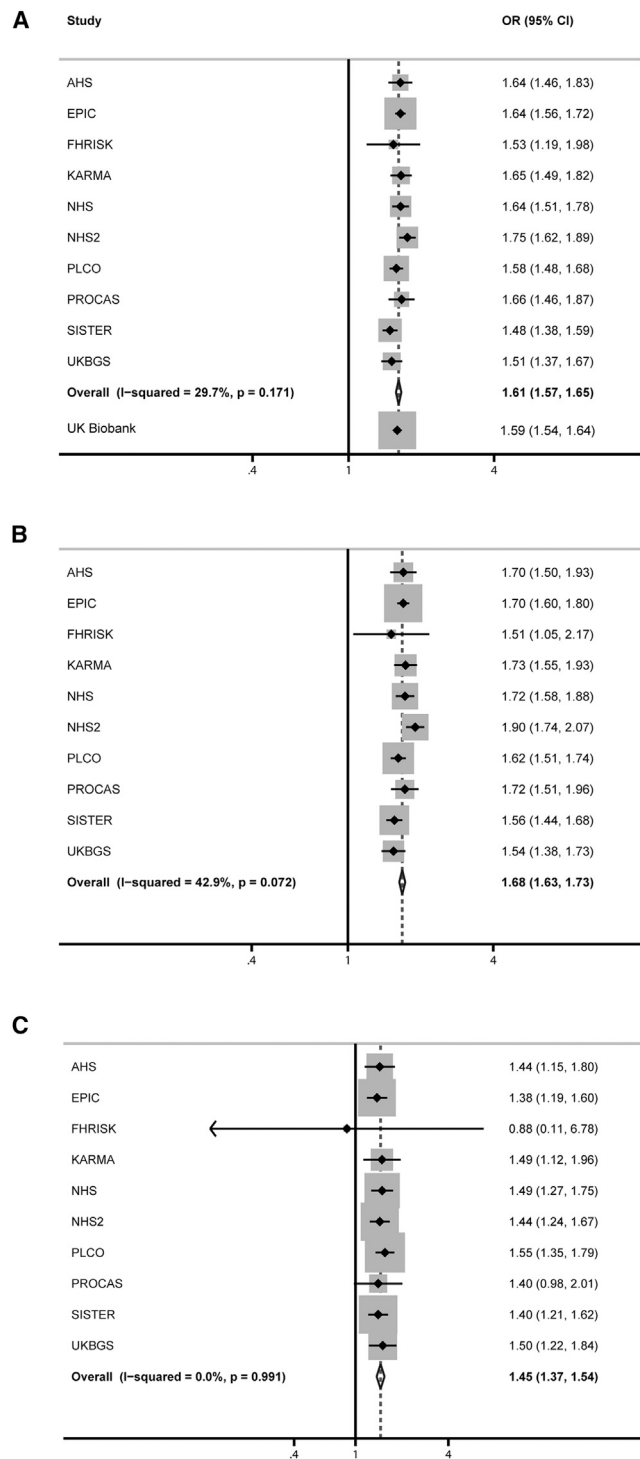 A
Study OR (95% CI)
AHS 1.64 (1.46, 1.83)
EPIC 1.64 (1.56, 1.72)
FHRISK 1.53 (1.19, 1.98)
KARMA 1.65 (1.49, 1.82)
NHS 1.64 (1.51, 1.78)
NHS2 1.75 (1.62, 1.89)
PLCO 1.58 (1.48, 1.68)
PROCAS 1.66 (1.46, 1.87)
SISTER 1.48 (1.38, 1.59)
UKBGS 1.51 (1.37, 1.67)
Overall (I−squared = 29.7%, p = 0.171) 1.61 (1.57, 1.65)
UK Biobank 1.59 (1.54, 1.64)
.4 1 4
B
AHS 1.70 (1.50, 1.93)
EPIC 1.70 (1.60, 1.80)
FHRISK 1.51 (1.05, 2.17)
KARMA 1.73 (1.55, 1.93)
NHS 1.72 (1.58, 1.88)
NHS2 1.90 (1.74, 2.07)
PLCO 1.62 (1.51, 1.74)
PROCAS 1.72 (1.51, 1.96)
SISTER 1.56 (1.44, 1.68)
UKBGS 1.54 (1.38, 1.73)
Overall (I−squared = 42.9%, p = 0.072) 1.68 (1.63, 1.73)
.4 1 4
C
AHS 1.44 (1.15, 1.80)
EPIC 1.38 (1.19, 1.60)
FHRISK 0.88 (0.11, 6.78)
KARMA 1.49 (1.12, 1.96)
NHS 1.49 (1.27, 1.75)
NHS2 1.44 (1.24, 1.67)
PLCO 1.55 (1.35, 1.79)
PROCAS 1.40 (0.98, 2.01)
SISTER 1.40 (1.21, 1.62)
UKBGS 1.50 (1.22, 1.84)
Overall (I−squared = 0.0%, p = 0.991) 1.45 (1.37, 1.54)
.4 1 4